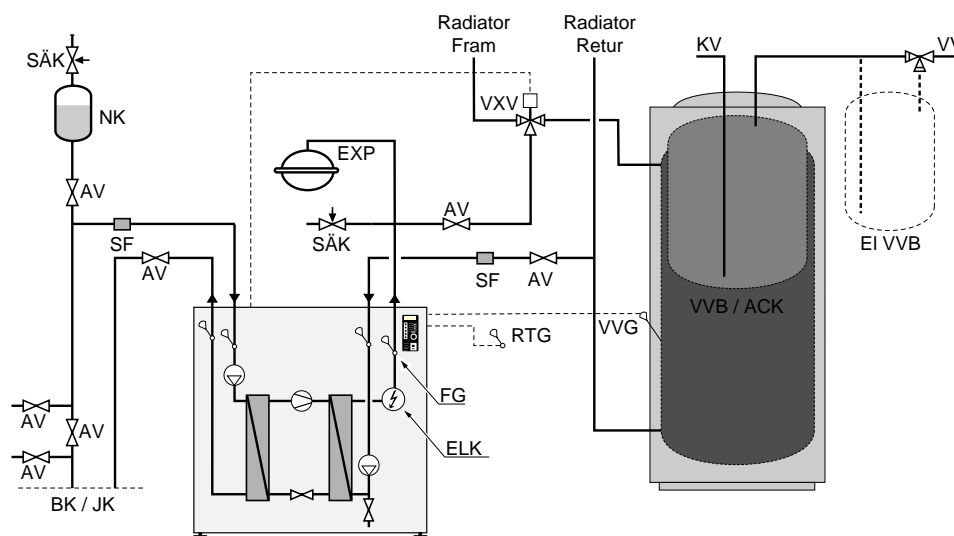 Radiator
Fram
Radiator
Retur
KV
VV
SÄK
NK
VXV
EXP
AV
AV
SÄK
SF
AV
SF
AV
El VVB
VVB / ACK
RTG
VVG
FG
AV
AV
ELK
AV
BK / JK